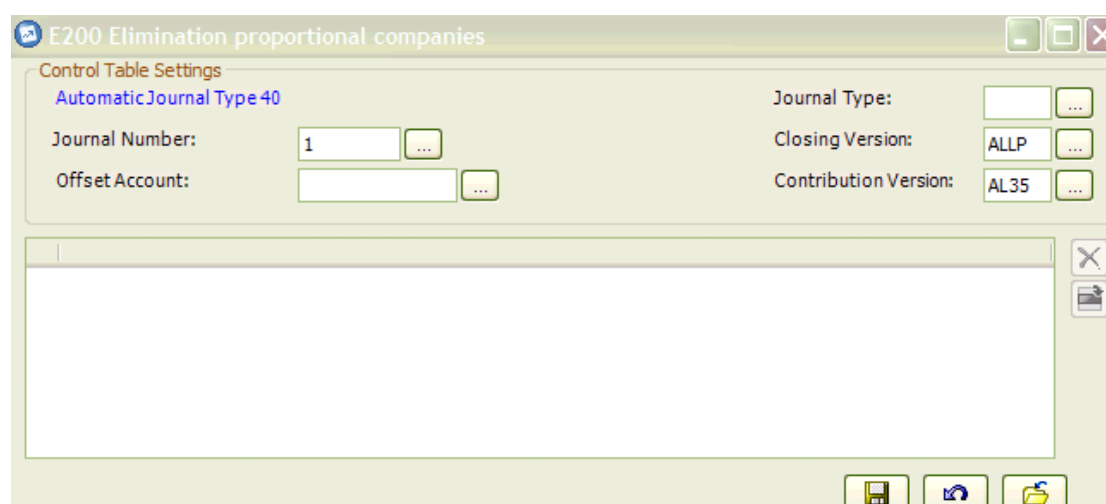 E200 Elimination proportional companies
Control Table Settings
Automatic Journal Type 40
Journal Type:
...
Journal Number:
1
...
Closing Version:
ALLP
...
Offset Account:
...
Contribution Version:
AL35
...